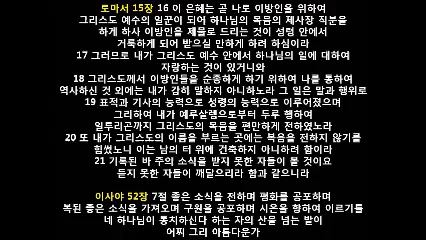 로마서 15장 16 이 은혜는 곧 나로 이방인을 위하여
그리스도 예수의 일꾼이 되어 하나님의 복음의 제사장 직분을
하게 하사 이방인을 제물로 드리는 것이 성령 안에서
거룩하게 되어 받으실 만하게 하려 하심이라
17 그러므로 내가 그리스도 예수 안에서 하나님의 일에 대하여
자랑하는 것이 있거니와
18 그리스도께서 이방인들을 순종하게 하기 위하여 나를 통하여
역사하신 것 외에는 내가 감히 말하지 아니하노라 그 일은 말과 행위로
19 표적과 기사의 능력으로 성령의 능력으로 이루어졌으며
그리하여 내가 예루살렘으로부터 두루 행하여
일루리곤까지 그리스도의 복음을 편만하게 전하였노라
20 또 내가 그리스도의 이름을 부르는 곳에는 복음을 전하지 않기를
힘썼노니 이는 남의 터 위에 건축하지 아니하려 함이라
21 기록된 바 주의 소식을 받지 못한 자들이 볼 것이요
듣지 못한 자들이 깨달으리라 함과 같으니라
이사야 52장 7절 좋은 소식을 전하며 평화를 공포하며
복된 좋은 소식을 가져오며 구원을 공포하며 시온을 향하여 이르기를
네 하나님이 통치하신다 하는 자의 산을 넘는 발이
어찌 그리 아름다운가